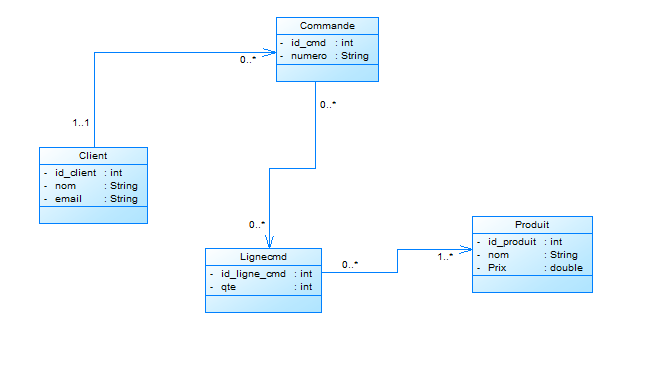 Commande
- id_cmd : int
- numero : String
0..*
0..*
1..1
Client
- id_client : int
- nom : String
- email : String
0..*
Lignecmd
- id_ligne_cmd : int
- qte : int
0..*
1..*
Produit
- id_produit : int
- nom : String
- Prix : double